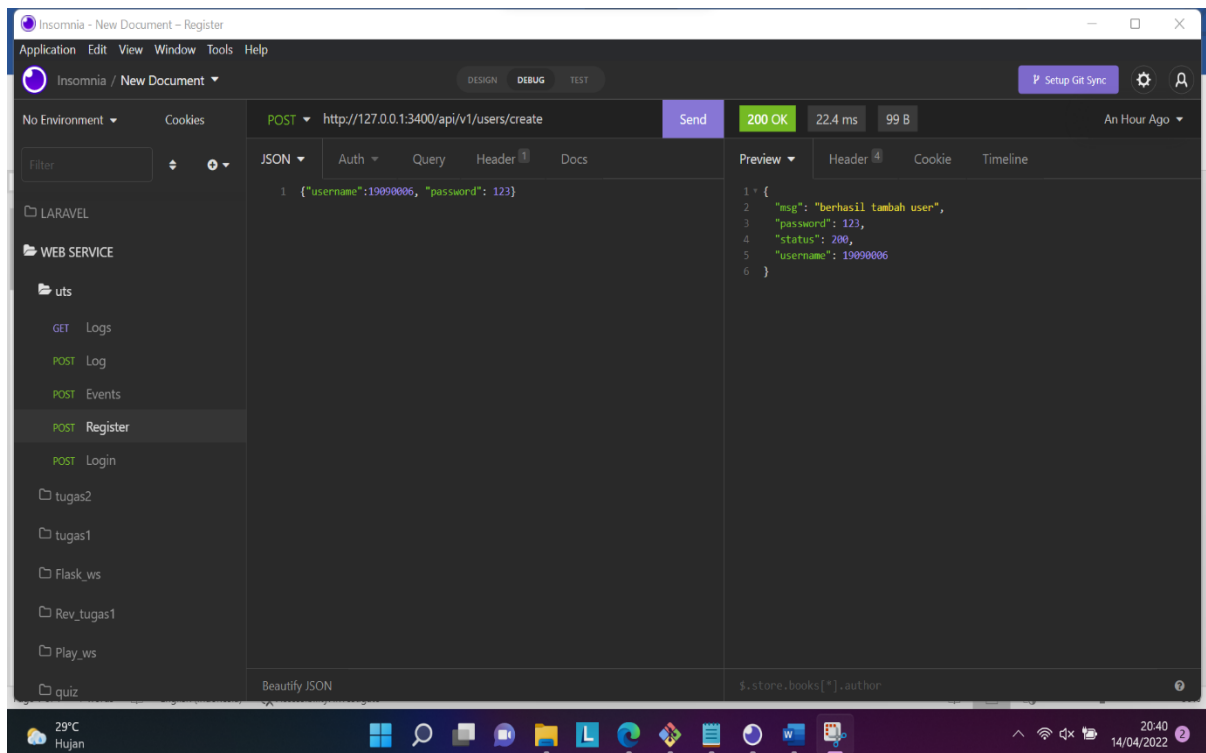 Insomnia - New Document – Register
Application Edit View Window Tools Help
Insomnia / New Document
DESIGN DEBUG TEST
Setup Git Sync
No Environment Cookies
POST http://127.0.0.1:3400/api/v1/users/create Send
200 OK 22.4 ms 99 B An Hour Ago
Filter
JSON Auth Query Header 1 Docs
Preview Header 4 Cookie Timeline
1 {"username":19090006, "password": 123}
1 {
2 "msg": "berhasil tambah user",
3 "password": 123,
4 "status": 200,
5 "username": 19090006
6 }
LARAVEL
WEB SERVICE
uts
GET Logs
POST Log
POST Events
POST Register
POST Login
tugas2
tugas1
Flask_ws
Rev_tugas1
Play_ws
quiz
Beautify JSON
$.store.books[*].author
29°C
Hujan
L
W
20:40
14/04/2022
2